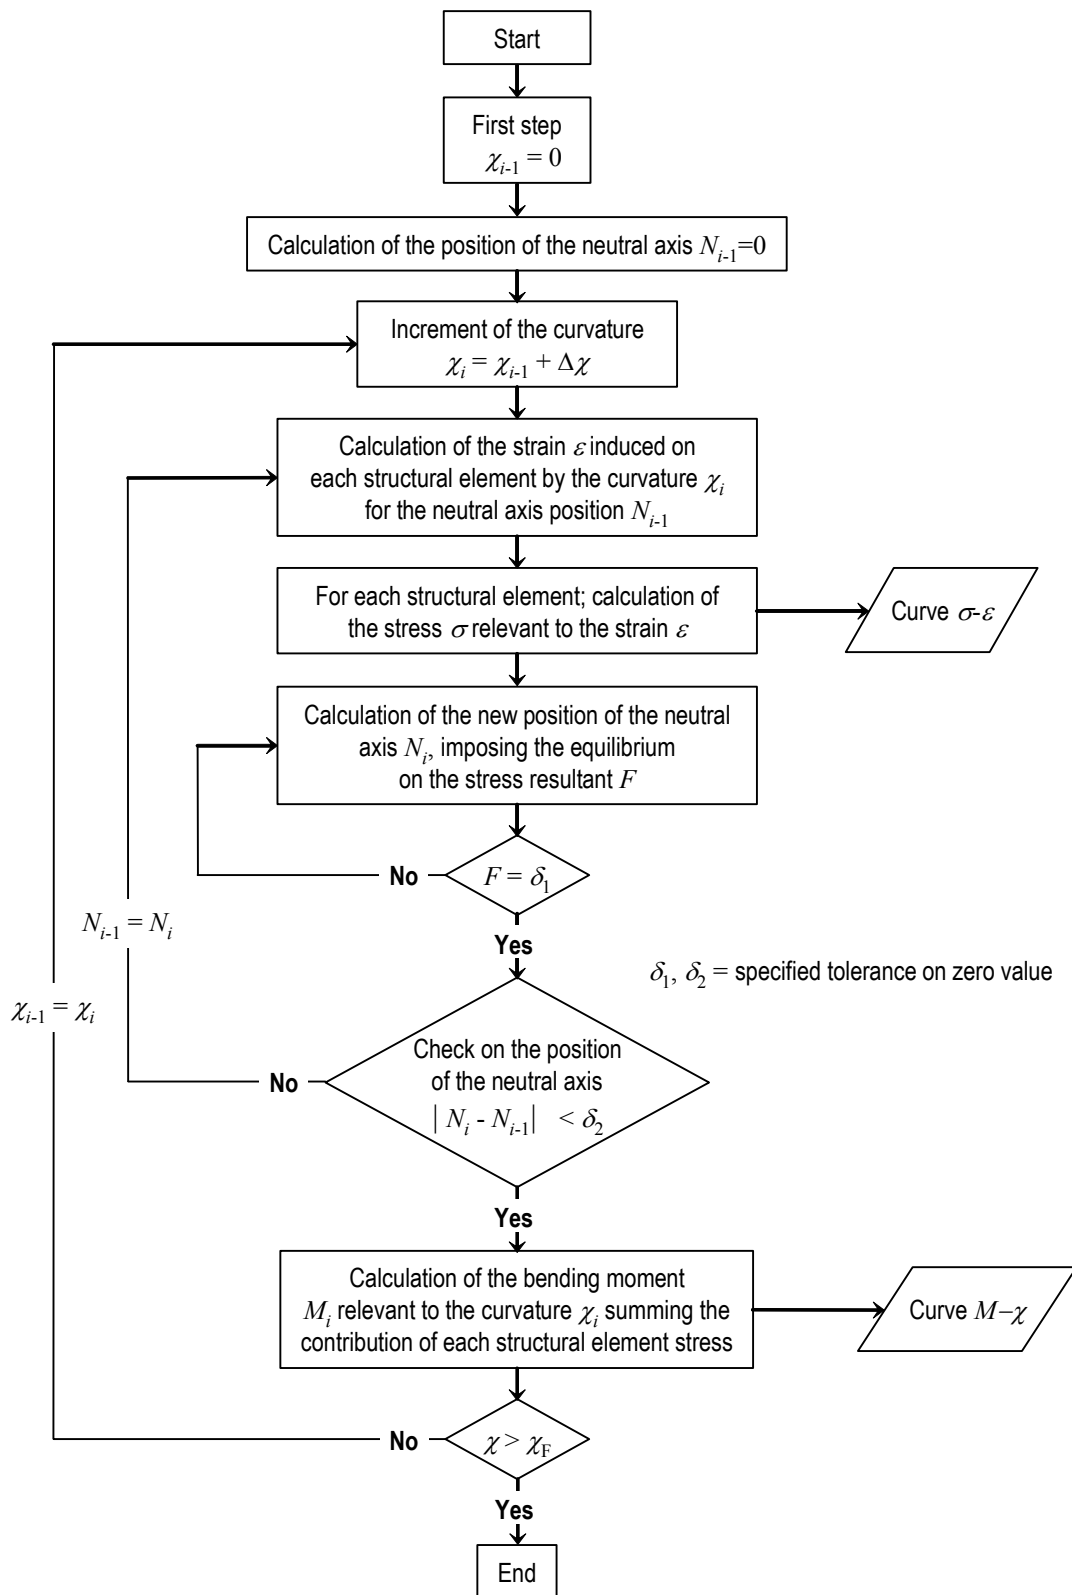 Start
First step
χᵢ₋₁ = 0
Calculation of the position of the neutral axis Nᵢ₋₁=0
Increment of the curvature
χᵢ = χᵢ₋₁ + Δχ
Calculation of the strain ε induced on
each structural element by the curvature χᵢ
for the neutral axis position Nᵢ₋₁
For each structural element; calculation of
the stress σ relevant to the strain ε
Curve σ-ε
Calculation of the new position of the neutral
axis Nᵢ, imposing the equilibrium
on the stress resultant F
No
F = δ₁
Nᵢ₋₁ = Nᵢ
Yes
δ₁, δ₂ = specified tolerance on zero value
χᵢ₋₁ = χᵢ
Check on the position
of the neutral axis
| Nᵢ - Nᵢ₋₁| < δ₂
No
Yes
Calculation of the bending moment
Mᵢ relevant to the curvature χᵢ summing the
contribution of each structural element stress
Curve M–χ
No
χ > χF
Yes
End